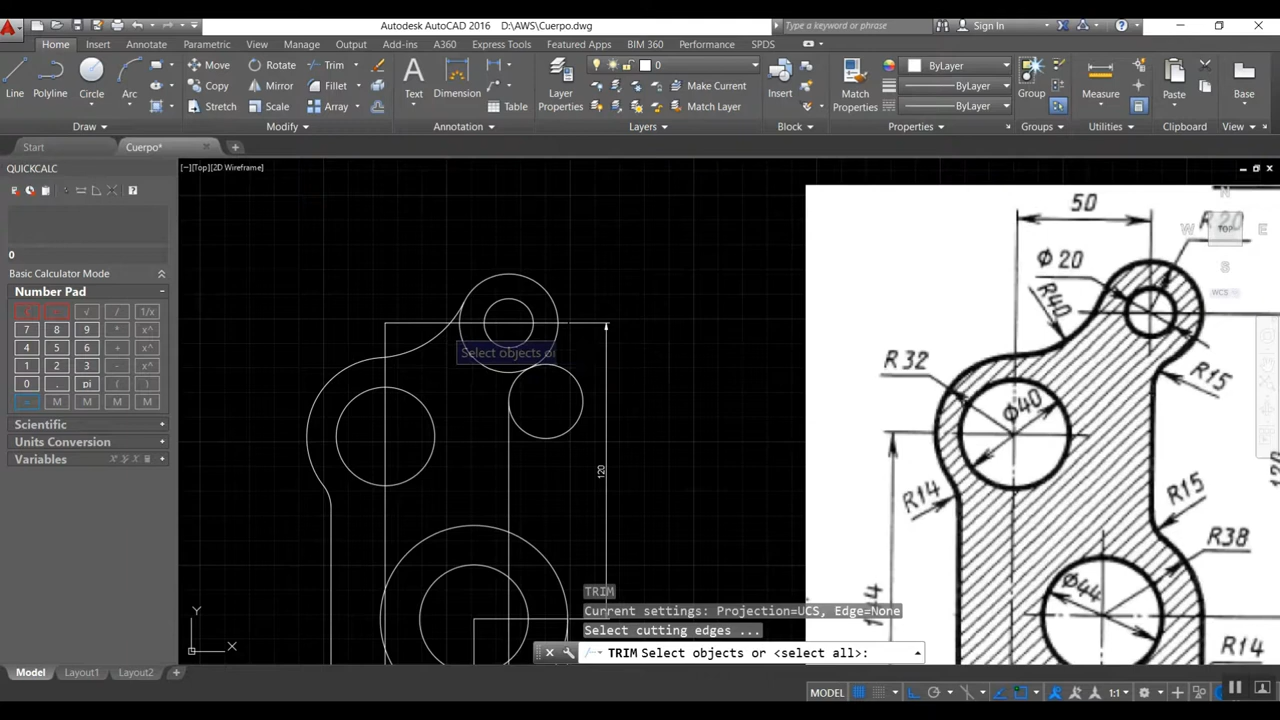 Autodesk AutoCAD 2016 D:\AWS\Cuerpo.dwg
Type a keyword or phrase
Sign In
Home Insert Annotate Parametric View Manage Output Add-ins A360 Express Tools Featured Apps BIM 360 Performance SPDS
Line Polyline Circle Arc
Move Rotate Trim
Copy Mirror Fillet
Stretch Scale Array
Text Dimension
Table
Layer
Properties
0
Make Current
Match Layer
Insert
Match
Properties
ByLayer
ByLayer
ByLayer
Group
Measure
Paste
Base
Draw Modify Annotation Layers Block Properties Groups Utilities Clipboard View
Start Cuerpo*
QUICKCALC
[−][Top][2D Wireframe]
0
Basic Calculator Mode
Number Pad
C √ / 1/x
7 8 9 * x^
4 5 6 + x^
1 2 3 - x^
0 . pi ( )
= M M M M
Scientific
Units Conversion
Variables
Select objects or
120
50
R 20
Φ 20
R40
R 32
Φ40
R15
R14
R15
R38
Φ44
R14
N
W TOP E
S
WCS
Y
X
TRIM
Current settings: Projection=UCS, Edge=None
Select cutting edges ...
TRIM Select objects or <select all>:
Model Layout1 Layout2
MODEL
1:1